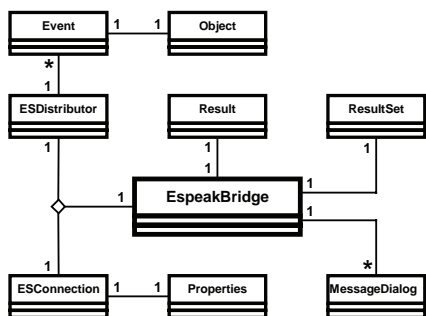 Event 1 1 Object
*
1
ESDistributor Result ResultSet
1 1 1
1 EspeakBridge 1
1
1 *
ESConnection 1 1 Properties MessageDialog